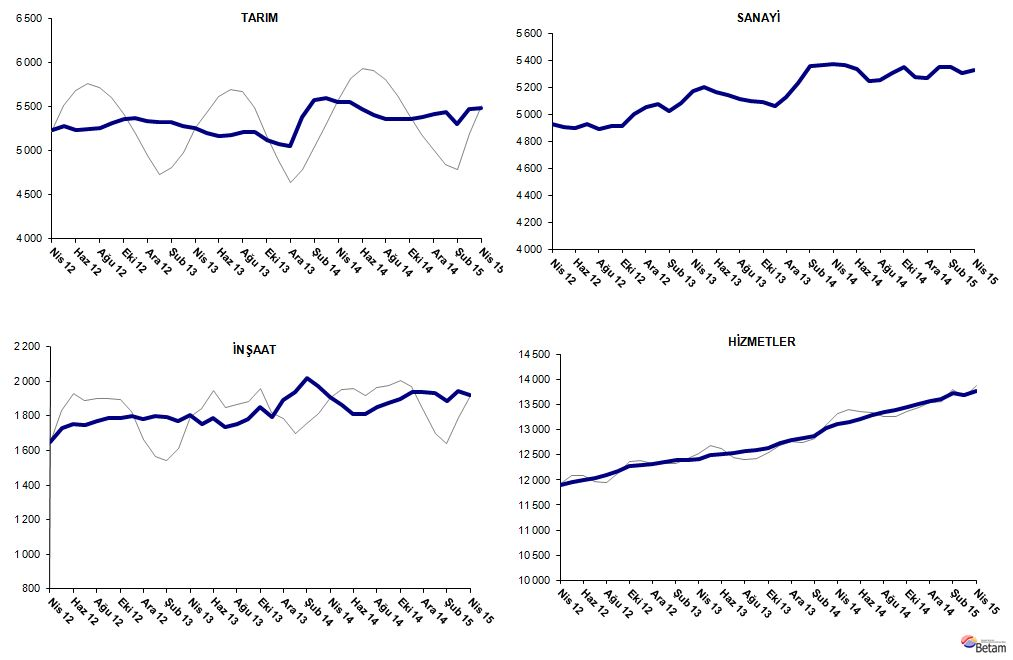 TARIM
6 500
6 000
5 500
5 000
4 500
4 000
Nis 12
Haz 12
Ağu 12
Eki 12
Ara 12
Şub 13
Nis 13
Haz 13
Ağu 13
Eki 13
Ara 13
Şub 14
Nis 14
Haz 14
Ağu 14
Eki 14
Ara 14
Şub 15
Nis 15
SANAYİ
5 600
5 400
5 200
5 000
4 800
4 600
4 400
4 200
4 000
Nis 12
Haz 12
Ağu 12
Eki 12
Ara 12
Şub 13
Nis 13
Haz 13
Ağu 13
Eki 13
Ara 13
Şub 14
Nis 14
Haz 14
Ağu 14
Eki 14
Ara 14
Şub 15
Nis 15
İNŞAAT
2 200
2 000
1 800
1 600
1 400
1 200
1 000
800
Nis 12
Haz 12
Ağu 12
Eki 12
Ara 12
Şub 13
Nis 13
Haz 13
Ağu 13
Eki 13
Ara 13
Şub 14
Nis 14
Haz 14
Ağu 14
Eki 14
Ara 14
Şub 15
Nis 15
HİZMETLER
14 500
14 000
13 500
13 000
12 500
12 000
11 500
11 000
10 500
10 000
Nis 12
Haz 12
Ağu 12
Eki 12
Ara 12
Şub 13
Nis 13
Haz 13
Ağu 13
Eki 13
Ara 13
Şub 14
Nis 14
Haz 14
Ağu 14
Eki 14
Ara 14
Şub 15
Nis 15
Betam